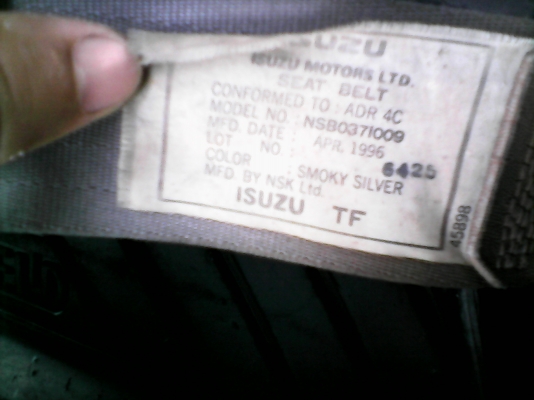 ISUZU
ISUZU MOTORS LTD.
SEAT BELT
CONFORMED TO : ADR 4C
MODEL NO. : NSB037I009
MFD. DATE : APR. 1996
LOT NO. : 6425
COLOR : SMOKY SILVER
MFD. BY NSK Ltd.
ISUZU TF
45898